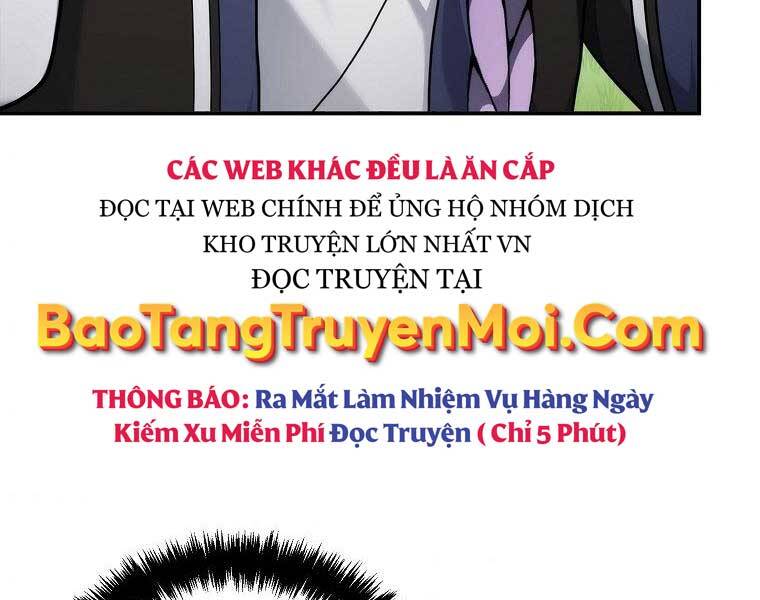 CÁC WEB KHÁC ĐỀU LÀ ĂN CẮP
ĐỌC TẠI WEB CHÍNH ĐỂ ỦNG HỘ NHÓM DỊCH
KHO TRUYỆN LỚN NHẤT VN
ĐỌC TRUYỆN TẠI
BaoTangTruyenMoi.Com
THÔNG BÁO: Ra Mắt Làm Nhiệm Vụ Hàng Ngày
Kiếm Xu Miễn Phí Đọc Truyện ( Chỉ 5 Phút)